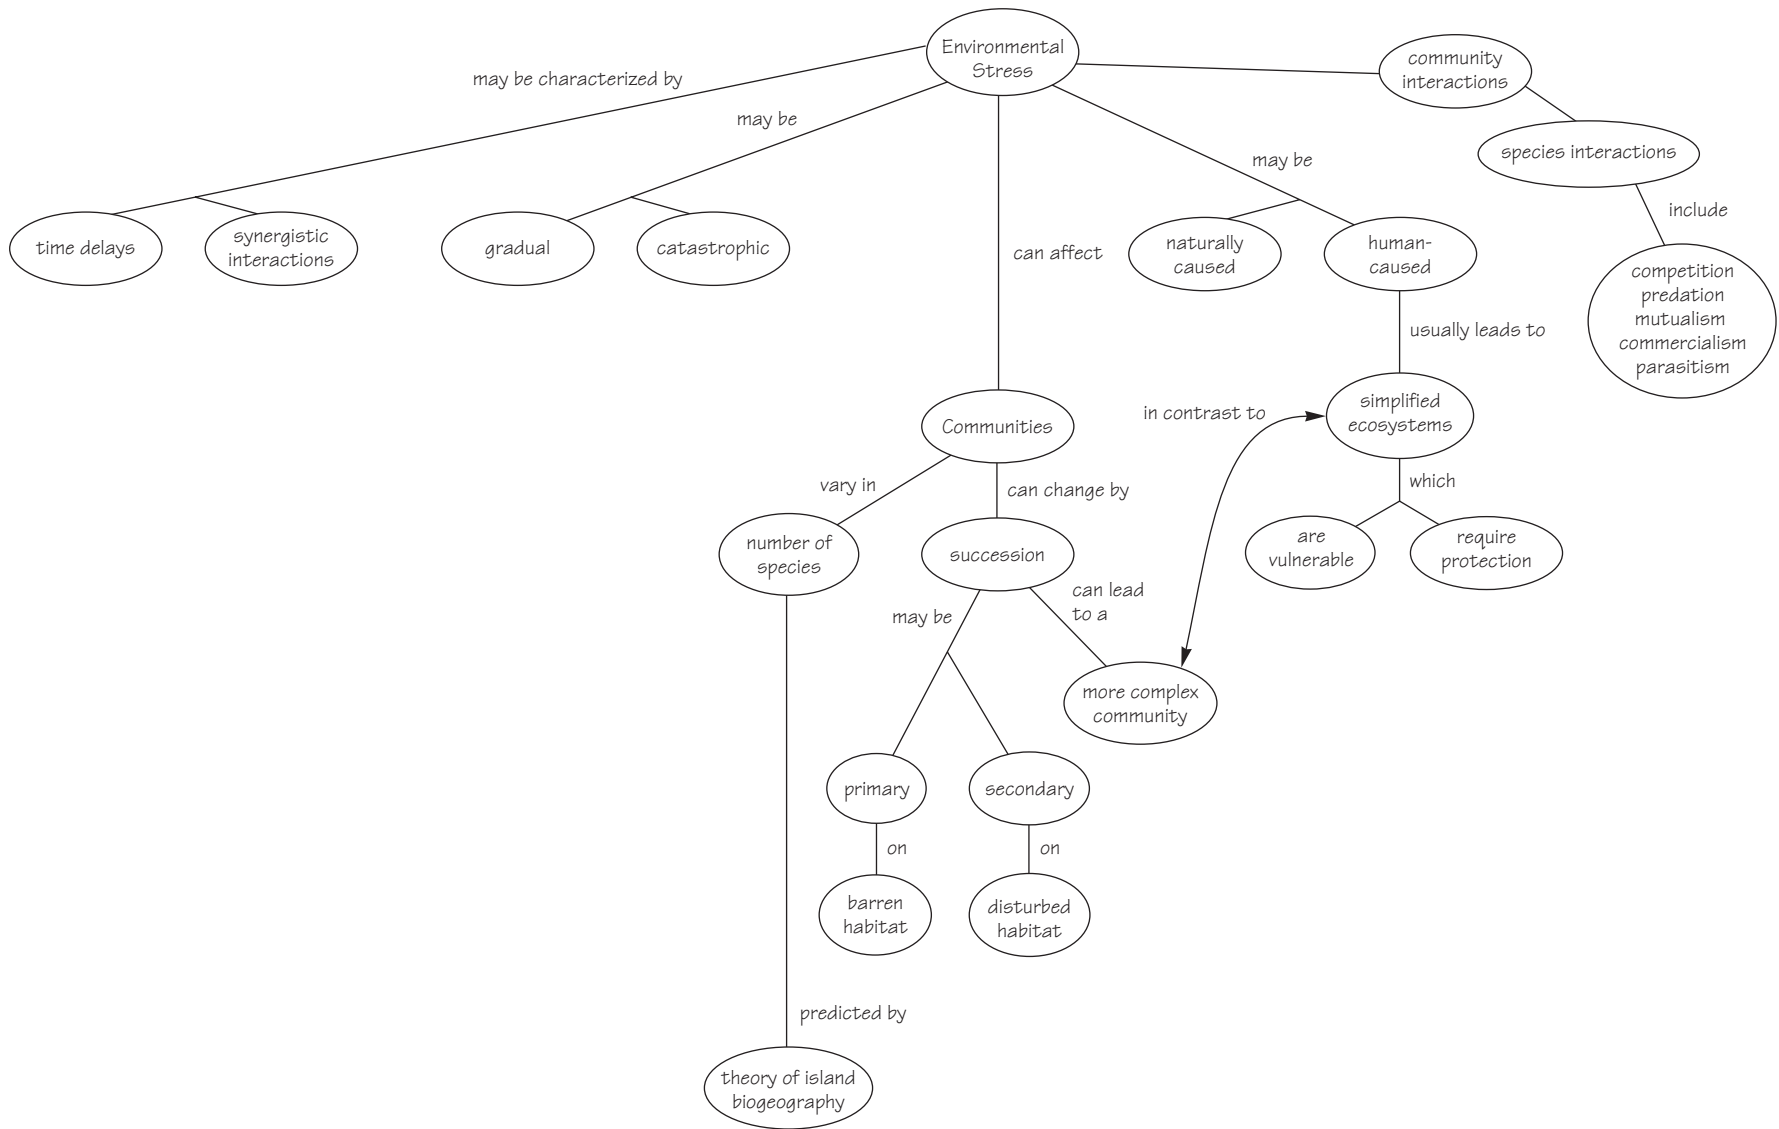 Environmental
Stress
community
interactions
may be characterized by
may be
may be
species interactions
include
time delays
synergistic
interactions
gradual
catastrophic
can affect
naturally
caused
human-
caused
competition
predation
mutualism
commercialism
parasitism
usually leads to
simplified
ecosystems
in contrast to
Communities
vary in
can change by
which
number of
species
succession
are
vulnerable
require
protection
may be
can lead
to a
more complex
community
primary
secondary
on
on
barren
habitat
disturbed
habitat
predicted by
theory of island
biogeography